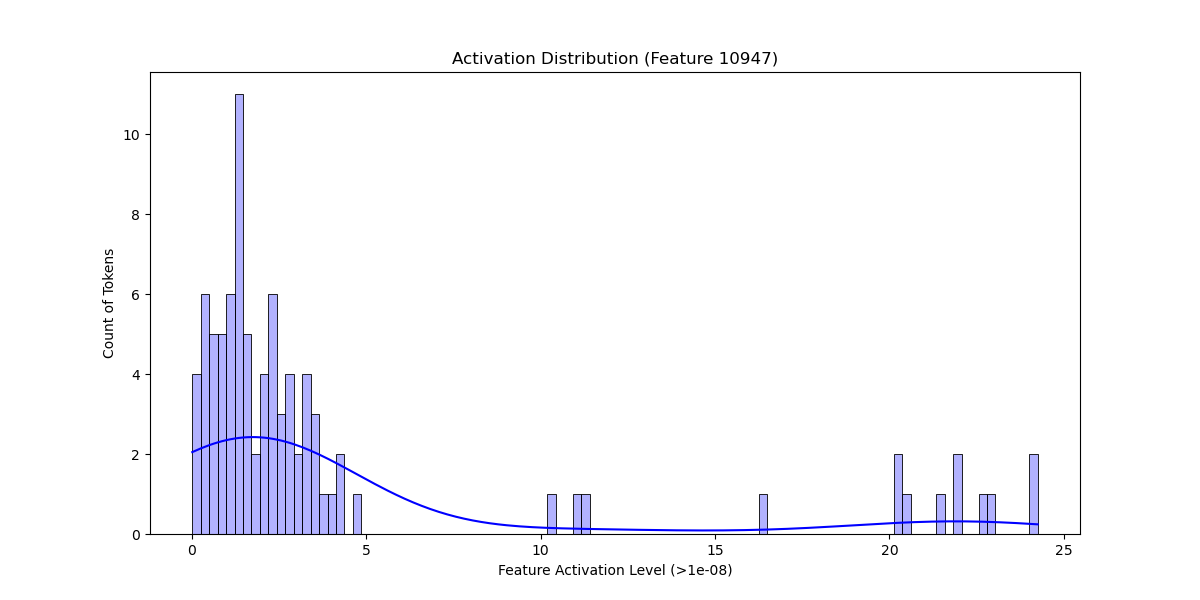 Activation Distribution (Feature 10947)
Count of Tokens
10
8
6
4
2
0
0 5 10 15 20 25
Feature Activation Level (>1e-08)